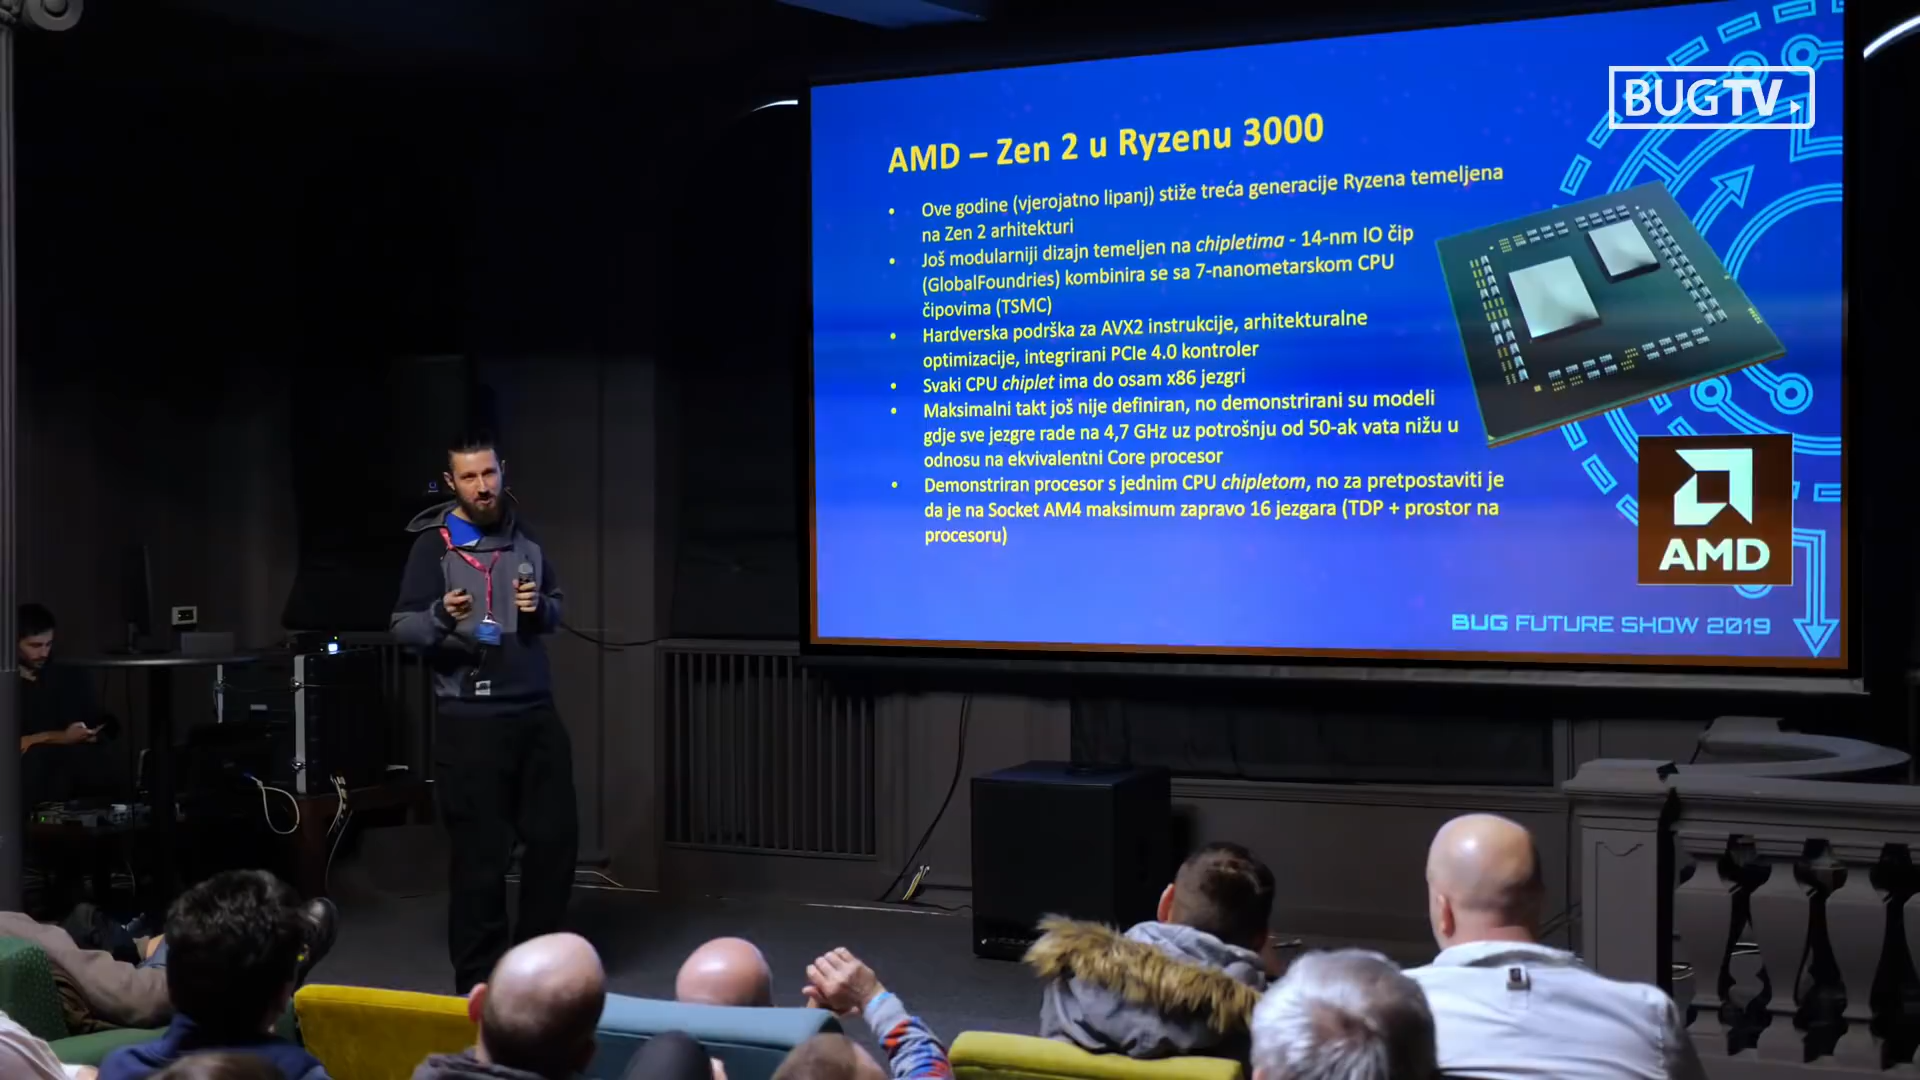 BUGTV
AMD – Zen 2 u Ryzenu 3000
• Ove godine (vjerojatno lipanj) stiže treća generacije Ryzena temeljena
na Zen 2 arhitekturi
• Još modularniji dizajn temeljen na chipletima - 14-nm IO čip
(GlobalFoundries) kombinira se sa 7-nanometarskom CPU
čipovima (TSMC)
• Hardverska podrška za AVX2 instrukcije, arhitekturalne
optimizacije, integrirani PCIe 4.0 kontroler
• Svaki CPU chiplet ima do osam x86 jezgri
• Maksimalni takt još nije definiran, no demonstrirani su modeli
gdje sve jezgre rade na 4,7 GHz uz potrošnju od 50-ak vata nižu u
odnosu na ekvivalentni Core procesor
• Demonstriran procesor s jednim CPU chipletom, no za pretpostaviti je
da je na Socket AM4 maksimum zapravo 16 jezgara (TDP + prostor na
procesoru)
AMD
BUG FUTURE SHOW 2019